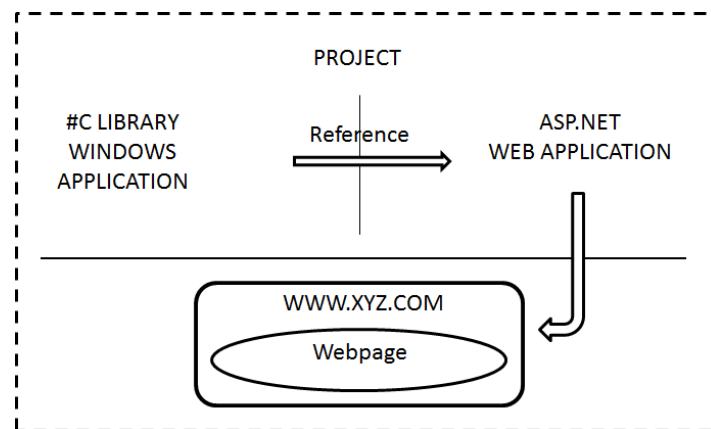 PROJECT
#C LIBRARY
WINDOWS
APPLICATION
Reference
ASP.NET
WEB APPLICATION
WWW.XYZ.COM
Webpage